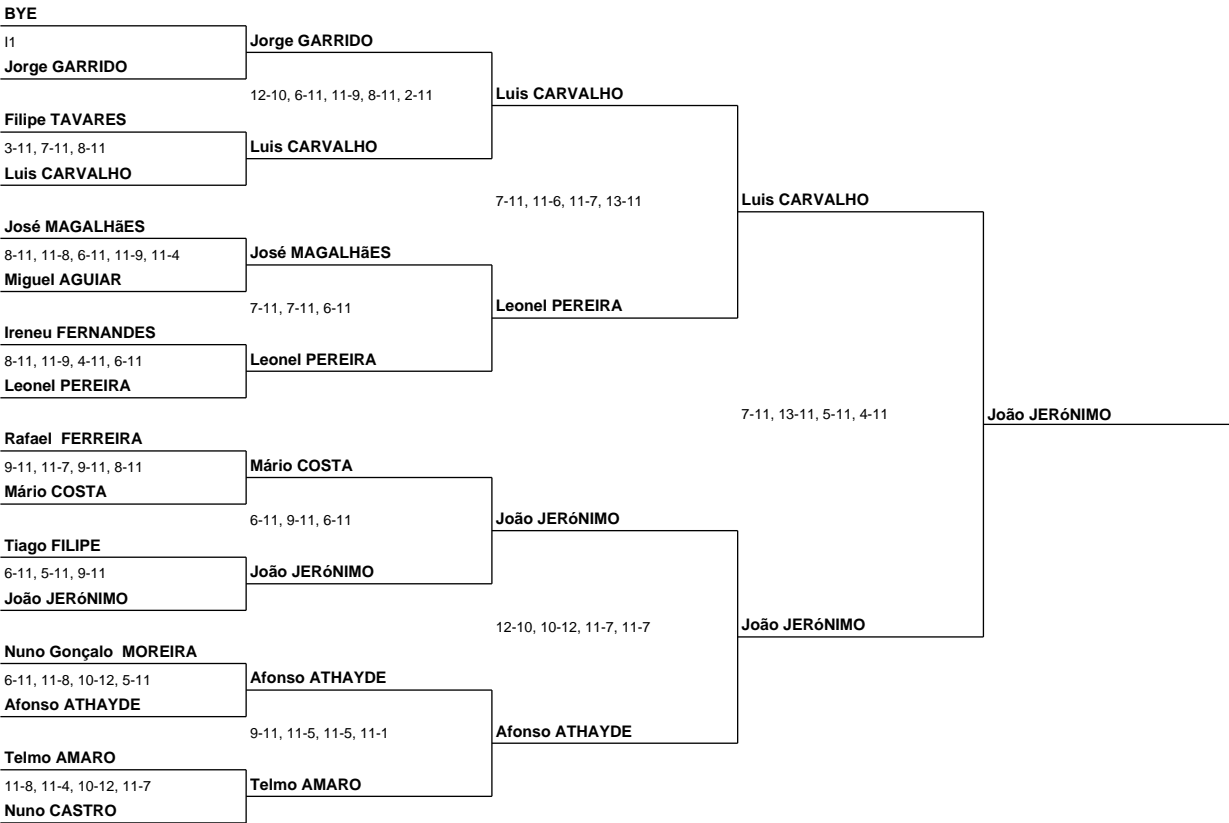 BYE
I1
Jorge GARRIDO
Jorge GARRIDO
12-10, 6-11, 11-9, 8-11, 2-11
Luis CARVALHO
Filipe TAVARES
3-11, 7-11, 8-11
Luis CARVALHO
Luis CARVALHO
7-11, 11-6, 11-7, 13-11
Luis CARVALHO
José MAGALHãES
8-11, 11-8, 6-11, 11-9, 11-4
Miguel AGUIAR
José MAGALHãES
7-11, 7-11, 6-11
Leonel PEREIRA
Ireneu FERNANDES
8-11, 11-9, 4-11, 6-11
Leonel PEREIRA
Leonel PEREIRA
7-11, 13-11, 5-11, 4-11
João JERóNIMO
Rafael  FERREIRA
9-11, 11-7, 9-11, 8-11
Mário COSTA
Mário COSTA
6-11, 9-11, 6-11
João JERóNIMO
Tiago FILIPE
6-11, 5-11, 9-11
João JERóNIMO
João JERóNIMO
12-10, 10-12, 11-7, 11-7
João JERóNIMO
Nuno Gonçalo  MOREIRA
6-11, 11-8, 10-12, 5-11
Afonso ATHAYDE
Afonso ATHAYDE
9-11, 11-5, 11-5, 11-1
Afonso ATHAYDE
Telmo AMARO
11-8, 11-4, 10-12, 11-7
Nuno CASTRO
Telmo AMARO